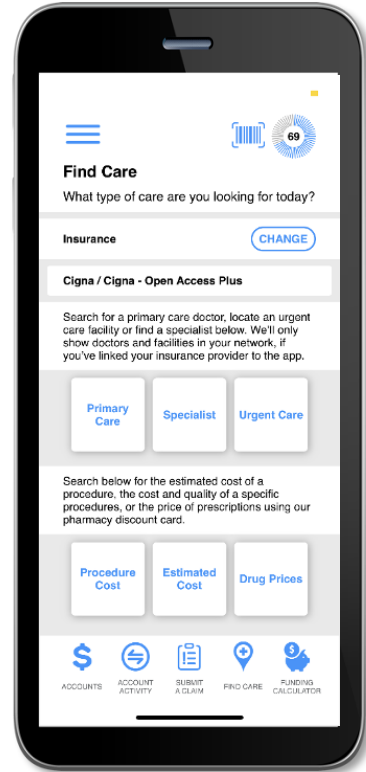 69
Find Care
What type of care are you looking for today?
Insurance
CHANGE
Cigna / Cigna - Open Access Plus
Search for a primary care doctor, locate an urgent
care facility or find a specialist below. We'll only
show doctors and facilities in your network, if
you've linked your insurance provider to the app.
Primary
Care
Specialist
Urgent Care
Search below for the estimated cost of a
procedure, the cost and quality of a specific
procedures, or the price of prescriptions using our
pharmacy discount card.
Procedure
Cost
Estimated
Cost
Drug Prices
ACCOUNTS
ACCOUNT
ACTIVITY
SUBMIT
A CLAIM
FIND CARE
FUNDING
CALCULATOR